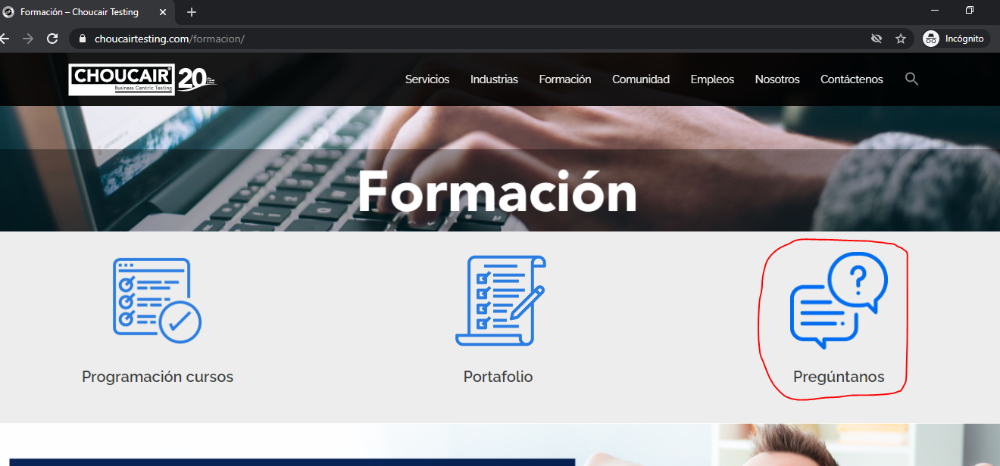 Formación – Choucair Testing
choucairtesting.com/formacion/
Incógnito
CHOUCAIR
Business Centric Testing
20
Servicios Industrias Formación Comunidad Empleos Nosotros Contáctenos
Formación
Programación cursos
Portafolio
Pregúntanos